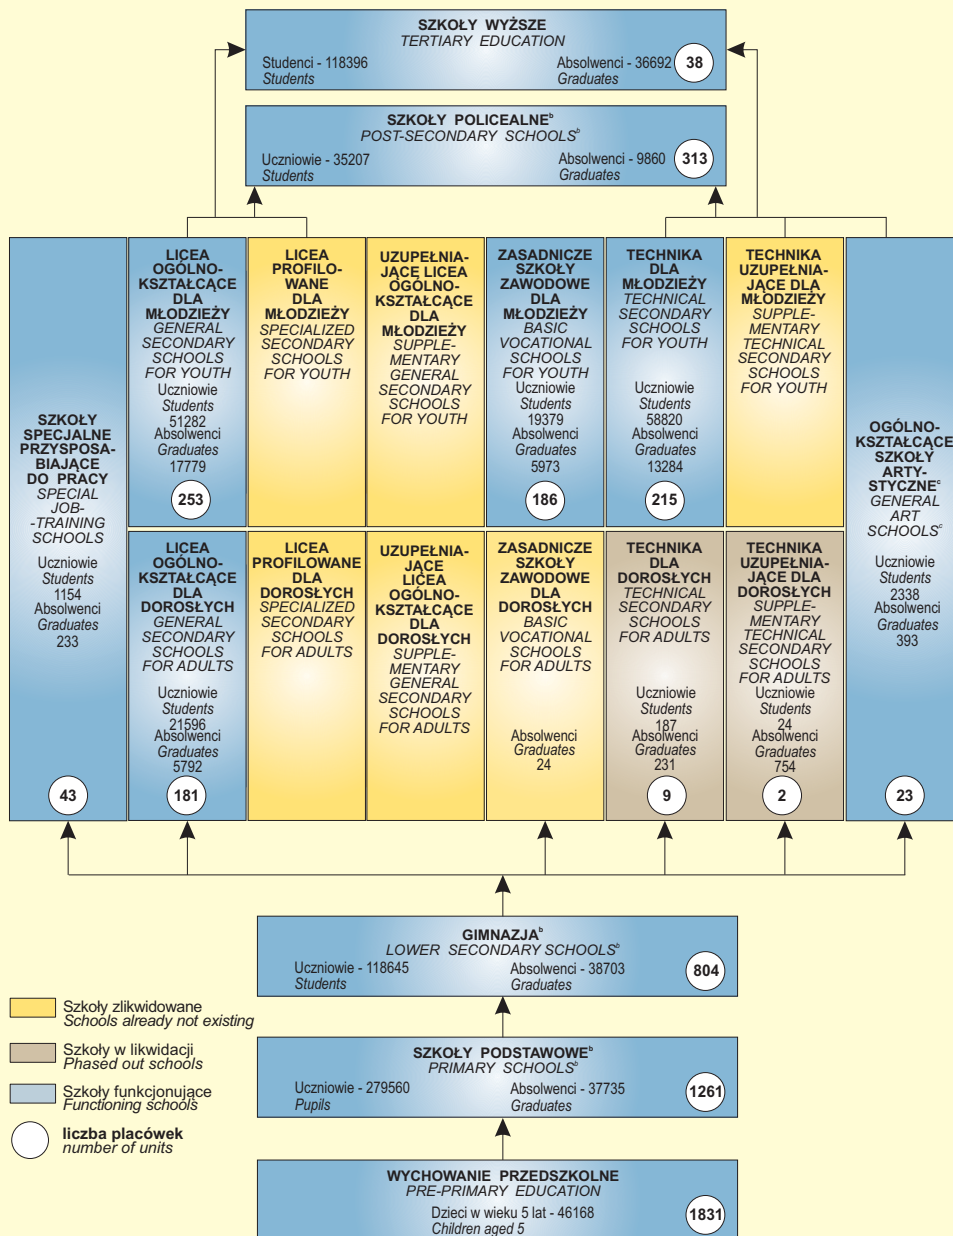 SZKOŁY WYŻSZE
TERTIARY EDUCATION
Studenci - 118396
Students
Absolwenci - 36692
Graduates
38
SZKOŁY POLICEALNEᵇ
POST-SECONDARY SCHOOLSᵇ
Uczniowie - 35207
Students
Absolwenci - 9860
Graduates
313
SZKOŁY
SPECJALNE
PRZYSPOSA-
BIAJĄCE
DO PRACY
SPECIAL
JOB-
-TRAINING
SCHOOLS
Uczniowie
Students
1154
Absolwenci
Graduates
233
43
LICEA
OGÓLNO-
KSZTAŁCĄCE
DLA
MŁODZIEŻY
GENERAL
SECONDARY
SCHOOLS
FOR YOUTH
Uczniowie
Students
51282
Absolwenci
Graduates
17779
253
LICEA
PROFILO-
WANE
DLA
MŁODZIEŻY
SPECIALIZED
SECONDARY
SCHOOLS
FOR YOUTH
UZUPEŁNIA-
JĄCE LICEA
OGÓLNO-
KSZTAŁCĄCE
DLA
MŁODZIEŻY
SUPPLE-
MENTARY
GENERAL
SECONDARY
SCHOOLS
FOR YOUTH
ZASADNICZE
SZKOŁY
ZAWODOWE
DLA
MŁODZIEŻY
BASIC
VOCATIONAL
SCHOOLS
FOR YOUTH
Uczniowie
Students
19379
Absolwenci
Graduates
5973
186
TECHNIKA
DLA
MŁODZIEŻY
TECHNICAL
SECONDARY
SCHOOLS
FOR YOUTH
Uczniowie
Students
58820
Absolwenci
Graduates
13284
215
TECHNIKA
UZUPEŁNIA-
JĄCE DLA
MŁODZIEŻY
SUPPLE-
MENTARY
TECHNICAL
SECONDARY
SCHOOLS
FOR YOUTH
OGÓLNO-
KSZTAŁCĄCE
SZKOŁY
ARTY-
STYCZNEᶜ
GENERAL
ART
SCHOOLSᶜ
Uczniowie
Students
2338
Absolwenci
Graduates
393
23
LICEA
OGÓLNO-
KSZTAŁCĄCE
DLA
DOROSŁYCH
GENERAL
SECONDARY
SCHOOLS
FOR ADULTS
Uczniowie
Students
21596
Absolwenci
Graduates
5792
181
LICEA
PROFILOWANE
DLA
DOROSŁYCH
SPECIALIZED
SECONDARY
SCHOOLS
FOR ADULTS
UZUPEŁNIA-
JĄCE
LICEA
OGÓLNO-
KSZTAŁCĄCE
DLA
DOROSŁYCH
SUPPLE-
MENTARY
GENERAL
SECONDARY
SCHOOLS
FOR ADULTS
ZASADNICZE
SZKOŁY
ZAWODOWE
DLA
DOROSŁYCH
BASIC
VOCATIONAL
SCHOOLS
FOR ADULTS
Absolwenci
Graduates
24
TECHNIKA
DLA
DOROSŁYCH
TECHNICAL
SECONDARY
SCHOOLS
FOR ADULTS
Uczniowie
Students
187
Absolwenci
Graduates
231
9
TECHNIKA
UZUPEŁNIA-
JĄCE DLA
DOROSŁYCH
SUPPLE-
MENTARY
TECHNICAL
SECONDARY
SCHOOLS
FOR ADULTS
Uczniowie
Students
24
Absolwenci
Graduates
754
2
GIMNAZJAᵇ
LOWER SECONDARY SCHOOLSᵇ
Uczniowie - 118645
Students
Absolwenci - 38703
Graduates
804
SZKOŁY PODSTAWOWEᵇ
PRIMARY SCHOOLSᵇ
Uczniowie - 279560
Pupils
Absolwenci - 37735
Graduates
1261
WYCHOWANIE PRZEDSZKOLNE
PRE-PRIMARY EDUCATION
Dzieci w wieku 5 lat - 46168
Children aged 5
1831
Szkoły zlikwidowane
Schools already not existing
Szkoły w likwidacji
Phased out schools
Szkoły funkcjonujące
Functioning schools
liczba placówek
number of units